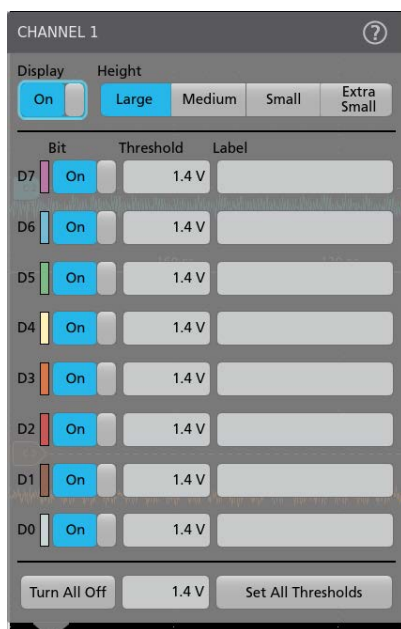 CHANNEL 1 ?
Display Height
On Large Medium Small Extra Small
Bit Threshold Label
D7 On 1.4 V
D6 On 1.4 V
D5 On 1.4 V
D4 On 1.4 V
D3 On 1.4 V
D2 On 1.4 V
D1 On 1.4 V
D0 On 1.4 V
Turn All Off 1.4 V Set All Thresholds